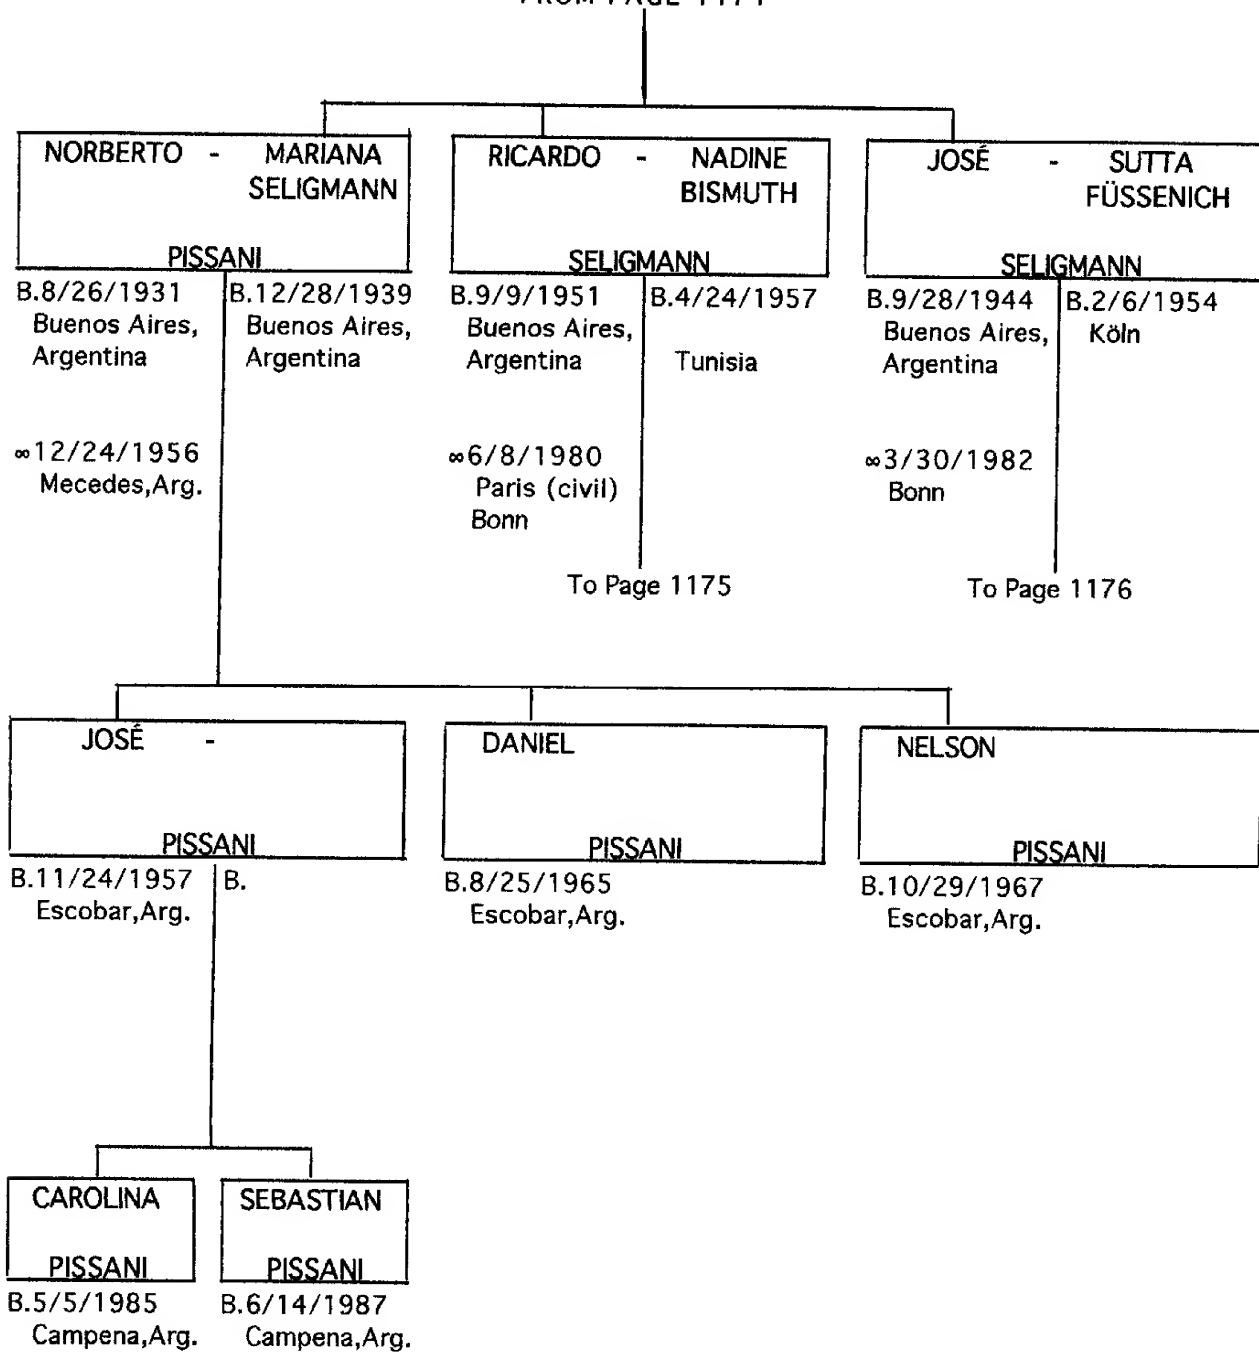 NORBERTO - MARIANA
SELIGMANN
PISSANI
B.8/26/1931
Buenos Aires,
Argentina
B.12/28/1939
Buenos Aires,
Argentina
∞12/24/1956
Mecedes,Arg.
RICARDO - NADINE
BISMUTH
SELIGMANN
B.9/9/1951
Buenos Aires,
Argentina
B.4/24/1957
Tunisia
∞6/8/1980
Paris (civil)
Bonn
To Page 1175
JOSÉ - SUTTA
FÜSSENICH
SELIGMANN
B.9/28/1944
Buenos Aires,
Argentina
B.2/6/1954
Köln
∞3/30/1982
Bonn
To Page 1176
JOSÉ -
PISSANI
B.11/24/1957
Escobar,Arg.
B.
DANIEL
PISSANI
B.8/25/1965
Escobar,Arg.
NELSON
PISSANI
B.10/29/1967
Escobar,Arg.
CAROLINA
PISSANI
B.5/5/1985
Campena,Arg.
SEBASTIAN
PISSANI
B.6/14/1987
Campena,Arg.